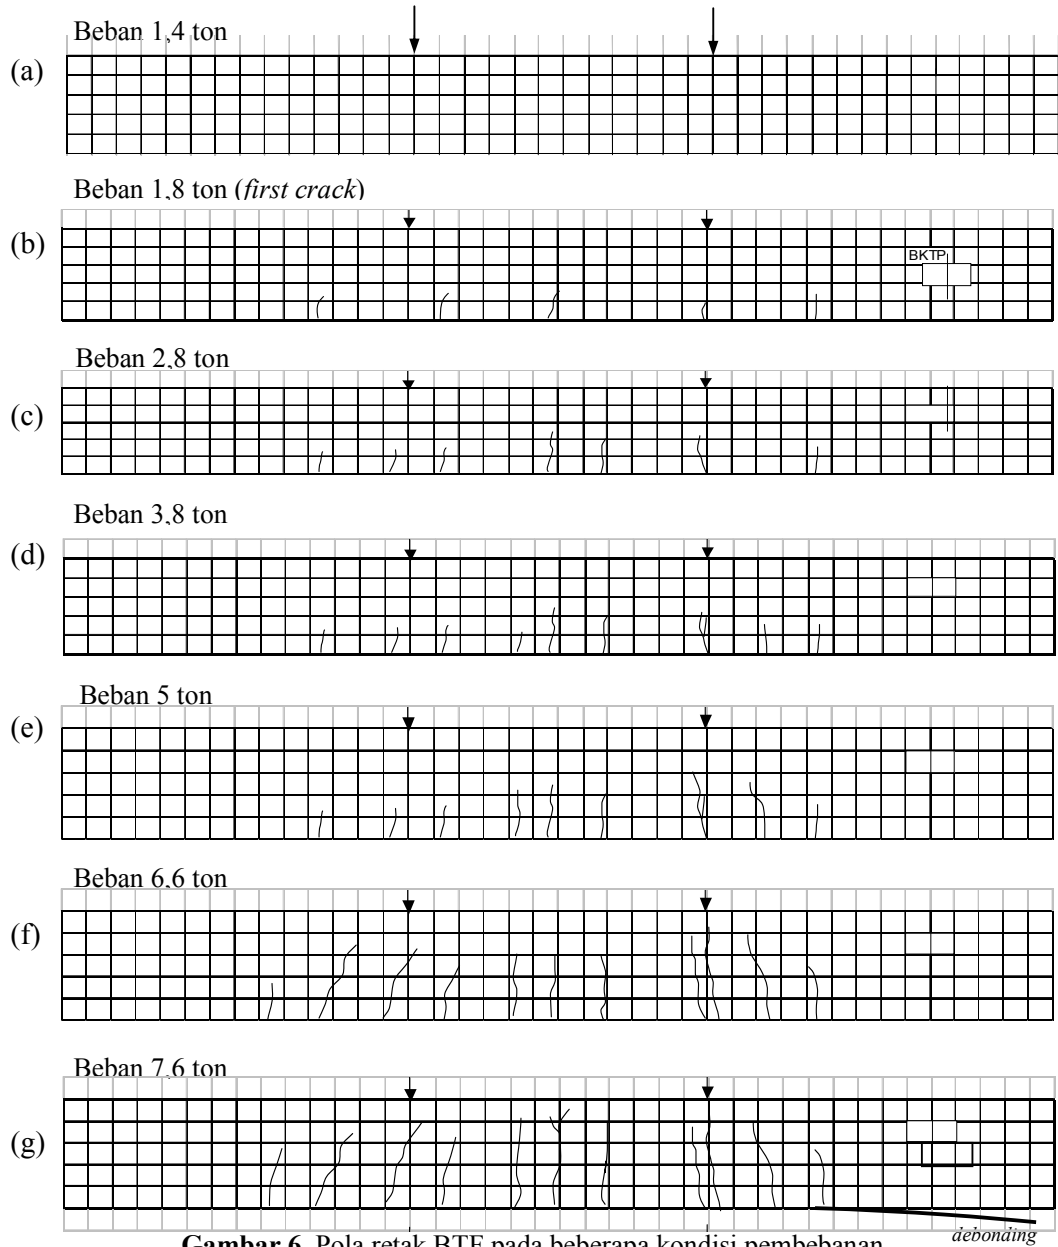 Beban 1,4 ton
(a)
Beban 1,8 ton (first crack)
(b)
BKTP
Beban 2,8 ton
(c)
Beban 3,8 ton
(d)
Beban 5 ton
(e)
Beban 6,6 ton
(f)
Beban 7,6 ton
(g)
debonding
Gambar 6. Pola retak BTF pada beberapa kondisi pembebanan